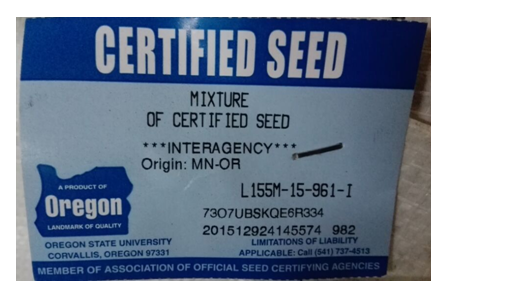 CERTIFIED SEED
MIXTURE
OF CERTIFIED SEED
***INTERAGENCY***
Origin: MN-OR
L155M-15-961-I
A PRODUCT OF
Oregon
LANDMARK OF QUALITY
73O7UBSKQE6R334
201512924145574 982
OREGON STATE UNIVERSITY
CORVALLIS, OREGON 97331
LIMITATIONS OF LIABILITY
APPLICABLE: Call (541) 737-4513
MEMBER OF ASSOCIATION OF OFFICIAL SEED CERTIFYING AGENCIES